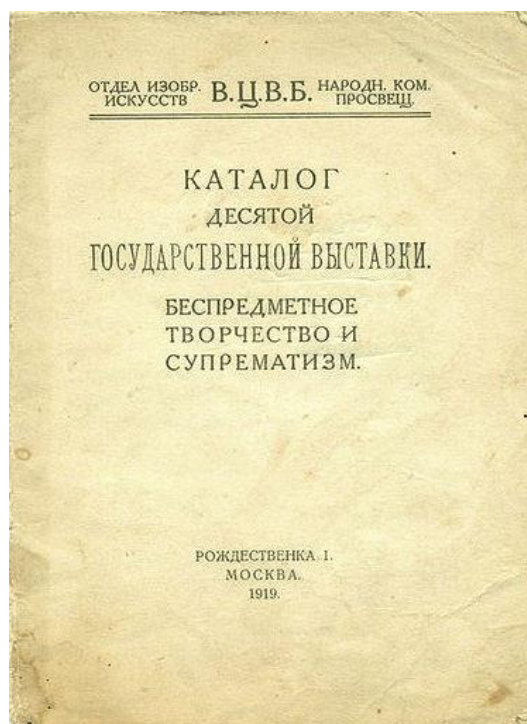 ОТДЕЛ ИЗОБР. ИСКУССТВ В.Ц.В.Б. НАРОДН. КОМ. ПРОСВЕЩ.
КАТАЛОГ
ДЕСЯТОЙ
ГОСУДАРСТВЕННОЙ ВЫСТАВКИ.
БЕСПРЕДМЕТНОЕ
ТВОРЧЕСТВО И
СУПРЕМАТИЗМ.
РОЖДЕСТВЕНКА 1.
МОСКВА.
1919.